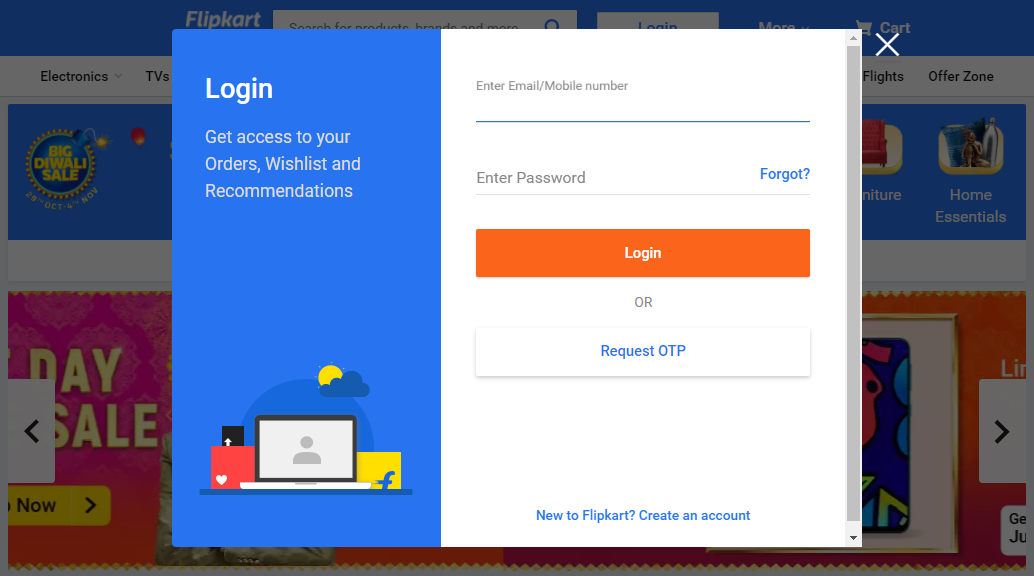 Flipkart
Search for products, brands and more
Login
More
Cart
Electronics
TVs
Flights
Offer Zone
Login
Get access to your
Orders, Wishlist and
Recommendations
Enter Email/Mobile number
Enter Password
Forgot?
Login
OR
Request OTP
New to Flipkart? Create an account
BIG
DIWALI
SALE
29TH OCT-4TH NOV
niture
Home
Essentials
DAY
SALE
Now
Lin
Ge
Ju